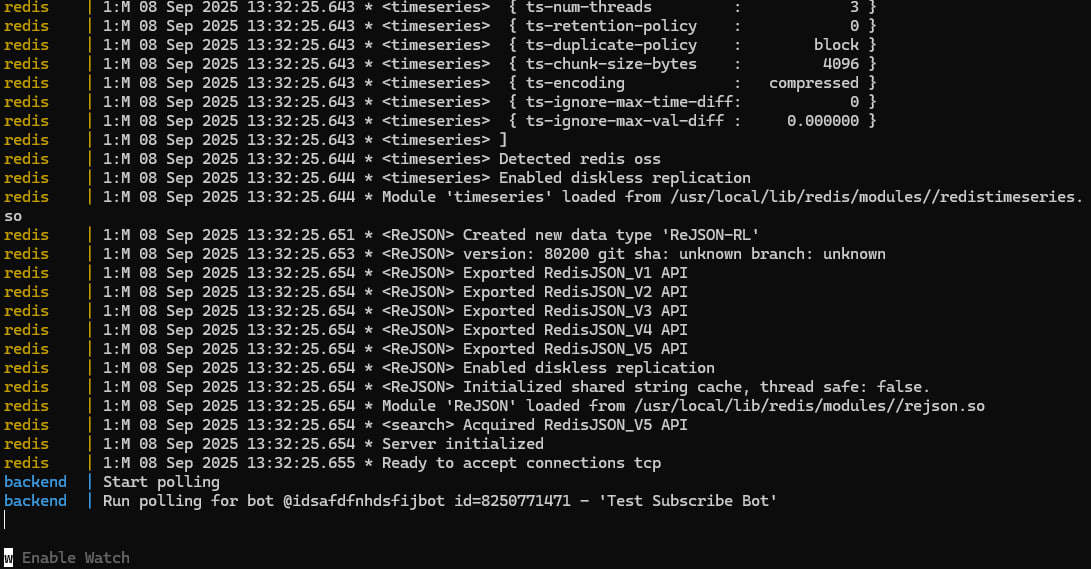 redis    | 1:M 08 Sep 2025 13:32:25.643 * <timeseries>  { ts-num-threads         :            3 }
redis    | 1:M 08 Sep 2025 13:32:25.643 * <timeseries>  { ts-retention-policy    :            0 }
redis    | 1:M 08 Sep 2025 13:32:25.643 * <timeseries>  { ts-duplicate-policy    :        block }
redis    | 1:M 08 Sep 2025 13:32:25.643 * <timeseries>  { ts-chunk-size-bytes    :         4096 }
redis    | 1:M 08 Sep 2025 13:32:25.643 * <timeseries>  { ts-encoding            :   compressed }
redis    | 1:M 08 Sep 2025 13:32:25.643 * <timeseries>  { ts-ignore-max-time-diff:            0 }
redis    | 1:M 08 Sep 2025 13:32:25.643 * <timeseries>  { ts-ignore-max-val-diff :     0.000000 }
redis    | 1:M 08 Sep 2025 13:32:25.643 * <timeseries> ]
redis    | 1:M 08 Sep 2025 13:32:25.644 * <timeseries> Detected redis oss
redis    | 1:M 08 Sep 2025 13:32:25.644 * <timeseries> Enabled diskless replication
redis    | 1:M 08 Sep 2025 13:32:25.644 * Module 'timeseries' loaded from /usr/local/lib/redis/modules//redistimeseries.
so
redis    | 1:M 08 Sep 2025 13:32:25.651 * <ReJSON> Created new data type 'ReJSON-RL'
redis    | 1:M 08 Sep 2025 13:32:25.653 * <ReJSON> version: 80200 git sha: unknown branch: unknown
redis    | 1:M 08 Sep 2025 13:32:25.654 * <ReJSON> Exported RedisJSON_V1 API
redis    | 1:M 08 Sep 2025 13:32:25.654 * <ReJSON> Exported RedisJSON_V2 API
redis    | 1:M 08 Sep 2025 13:32:25.654 * <ReJSON> Exported RedisJSON_V3 API
redis    | 1:M 08 Sep 2025 13:32:25.654 * <ReJSON> Exported RedisJSON_V4 API
redis    | 1:M 08 Sep 2025 13:32:25.654 * <ReJSON> Exported RedisJSON_V5 API
redis    | 1:M 08 Sep 2025 13:32:25.654 * <ReJSON> Enabled diskless replication
redis    | 1:M 08 Sep 2025 13:32:25.654 * <ReJSON> Initialized shared string cache, thread safe: false.
redis    | 1:M 08 Sep 2025 13:32:25.654 * Module 'ReJSON' loaded from /usr/local/lib/redis/modules//rejson.so
redis    | 1:M 08 Sep 2025 13:32:25.654 * <search> Acquired RedisJSON_V5 API
redis    | 1:M 08 Sep 2025 13:32:25.654 * Server initialized
redis    | 1:M 08 Sep 2025 13:32:25.655 * Ready to accept connections tcp
backend  | Start polling
backend  | Run polling for bot @idsafdfnhdsfijbot id=8250771471 - 'Test Subscribe Bot'
w Enable Watch